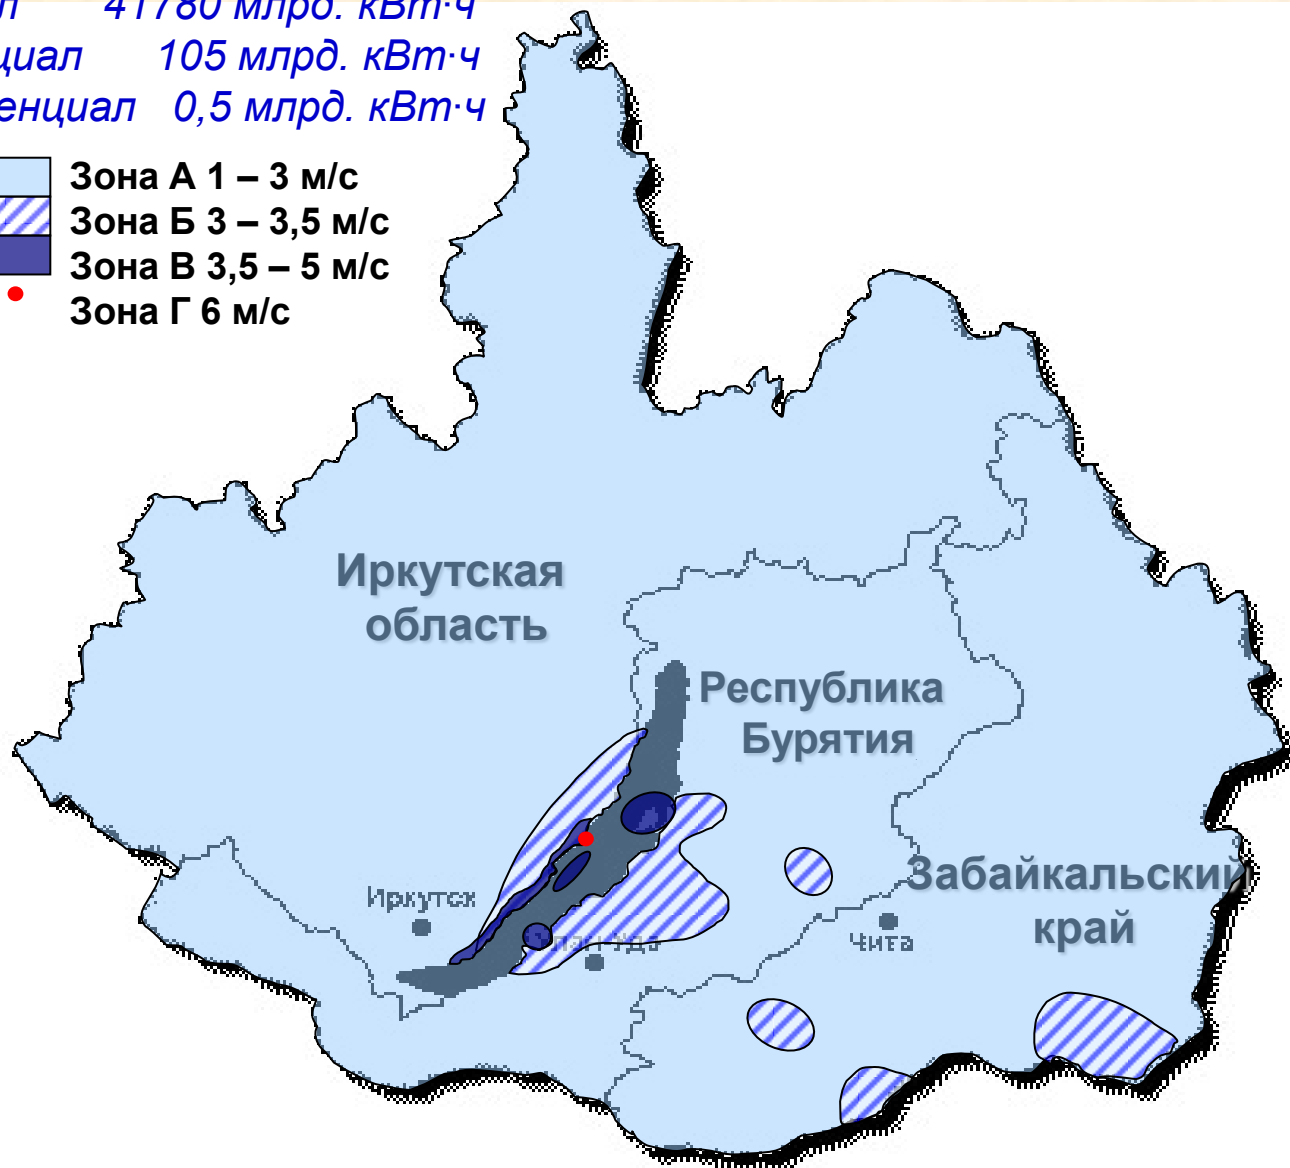 л 41780 млрд. кВт·ч
циал 105 млрд. кВт·ч
енциал 0,5 млрд. кВт·ч
Зона А 1 – 3 м/с
Зона Б 3 – 3,5 м/с
Зона В 3,5 – 5 м/с
Зона Г 6 м/с
Иркутская
область
Республика
Бурятия
Забайкальский
край
Иркутск
Чита